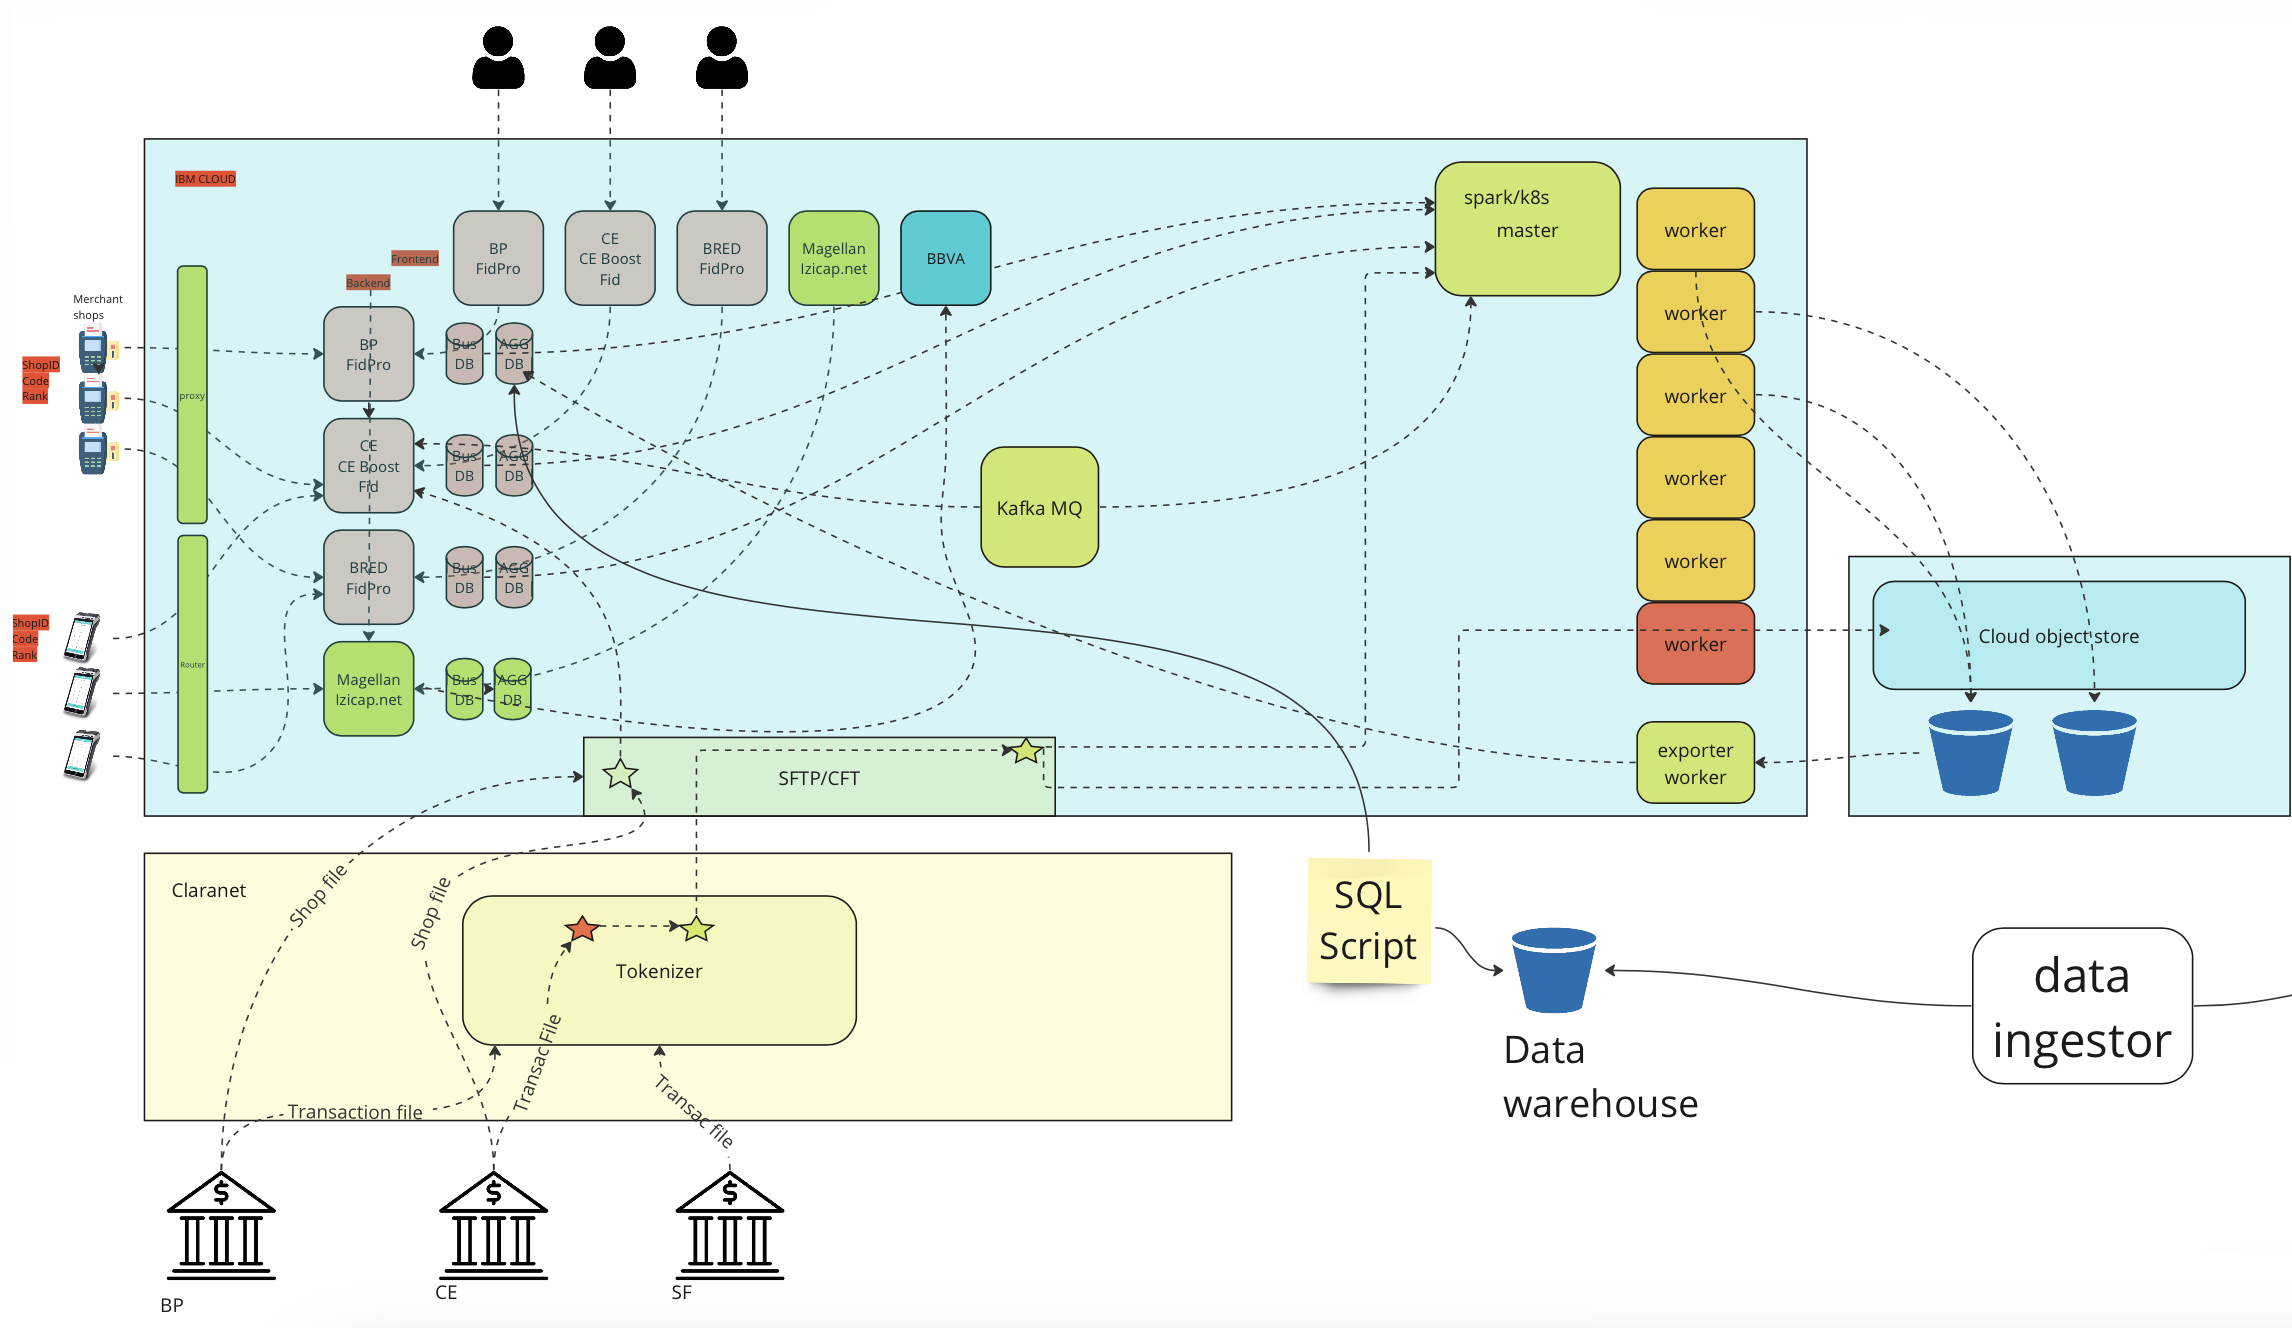 IBM CLOUD
Frontend
Backend
BP
FidPro
CE
CE Boost
Fid
BRED
FidPro
Magellan
Izicap.net
BBVA
spark/k8s
master
worker
worker
worker
worker
worker
worker
exporter
worker
Merchant
shops
ShopID
Code
Rank
proxy
BP
FidPro
Bus
DB
AGG
DB
CE
CE Boost
Fid
Bus
DB
AGG
DB
Kafka MQ
BRED
FidPro
Bus
DB
AGG
DB
ShopID
Code
Rank
Router
Magellan
Izicap.net
Bus
DB
AGG
DB
SFTP/CFT
Cloud object store
Claranet
Shop file
Shop file
Tokenizer
Transaction file
Transac File
Transac file
SQL
Script
Data
warehouse
data
ingestor
$
$
$
BP
CE
SF